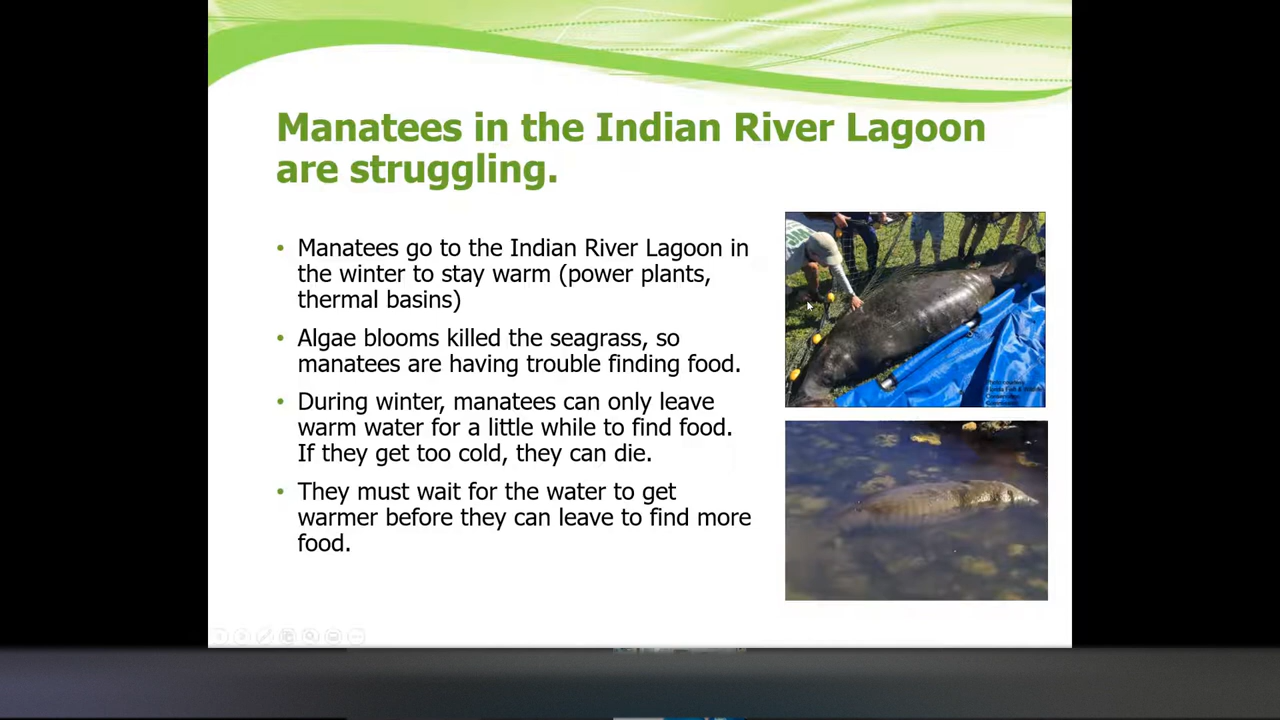 Manatees in the Indian River Lagoon
are struggling.
• Manatees go to the Indian River Lagoon in
the winter to stay warm (power plants,
thermal basins)
• Algae blooms killed the seagrass, so
manatees are having trouble finding food.
• During winter, manatees can only leave
warm water for a little while to find food.
If they get too cold, they can die.
• They must wait for the water to get
warmer before they can leave to find more
food.